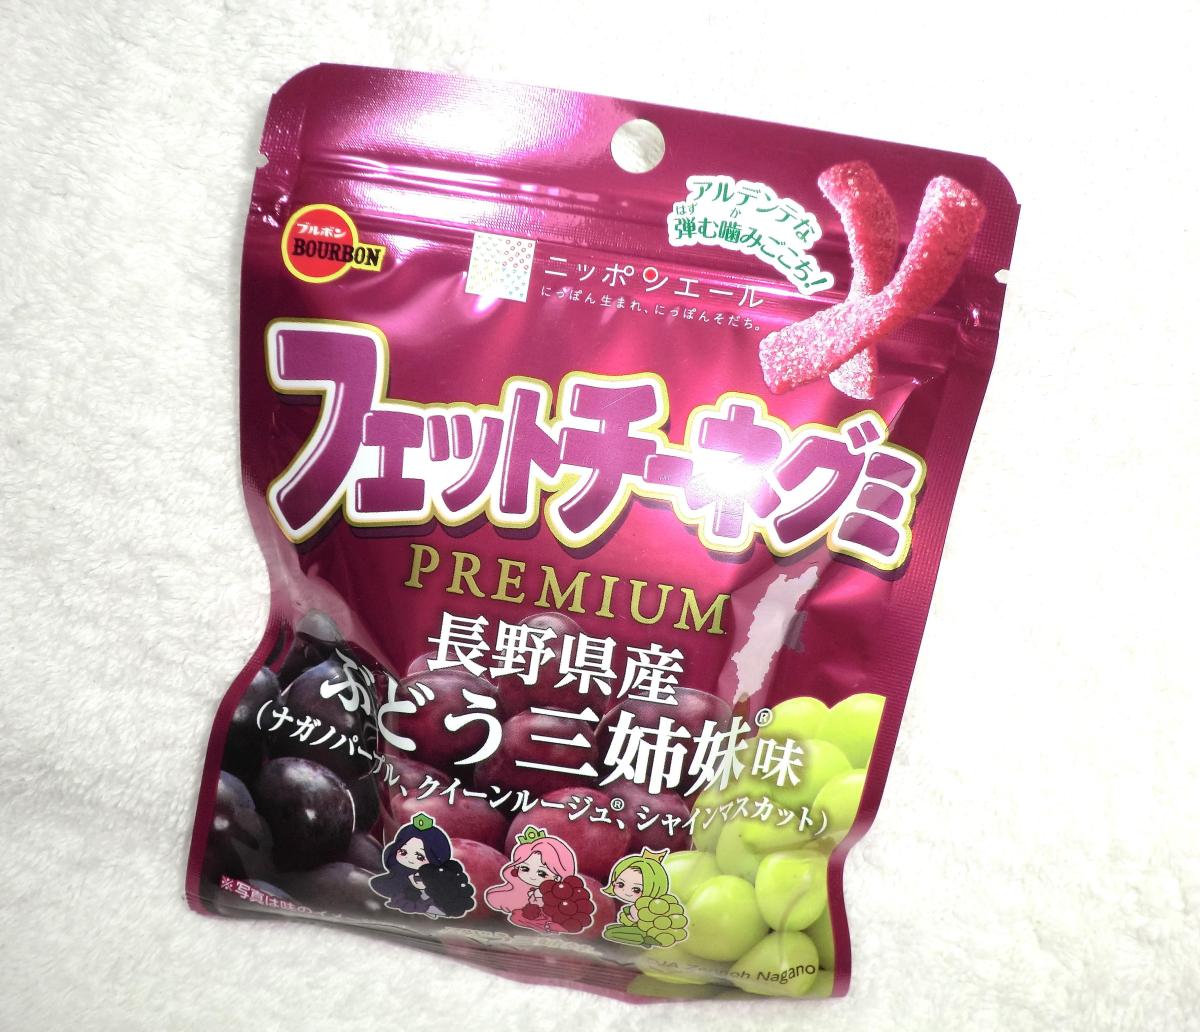 ブルボン
BOURBON
ニッポンエール
にっぽん生まれ、にっぽんそだち。
アルデンテな
弾む噛みごこち!
はず か
フェットチーネグミ
PREMIUM
長野県産
ぶどう三姉妹®味
(ナガノパープル、クイーンルージュ®、シャインマスカット)
※写真は味のイメ
JA Zennoh Nagano